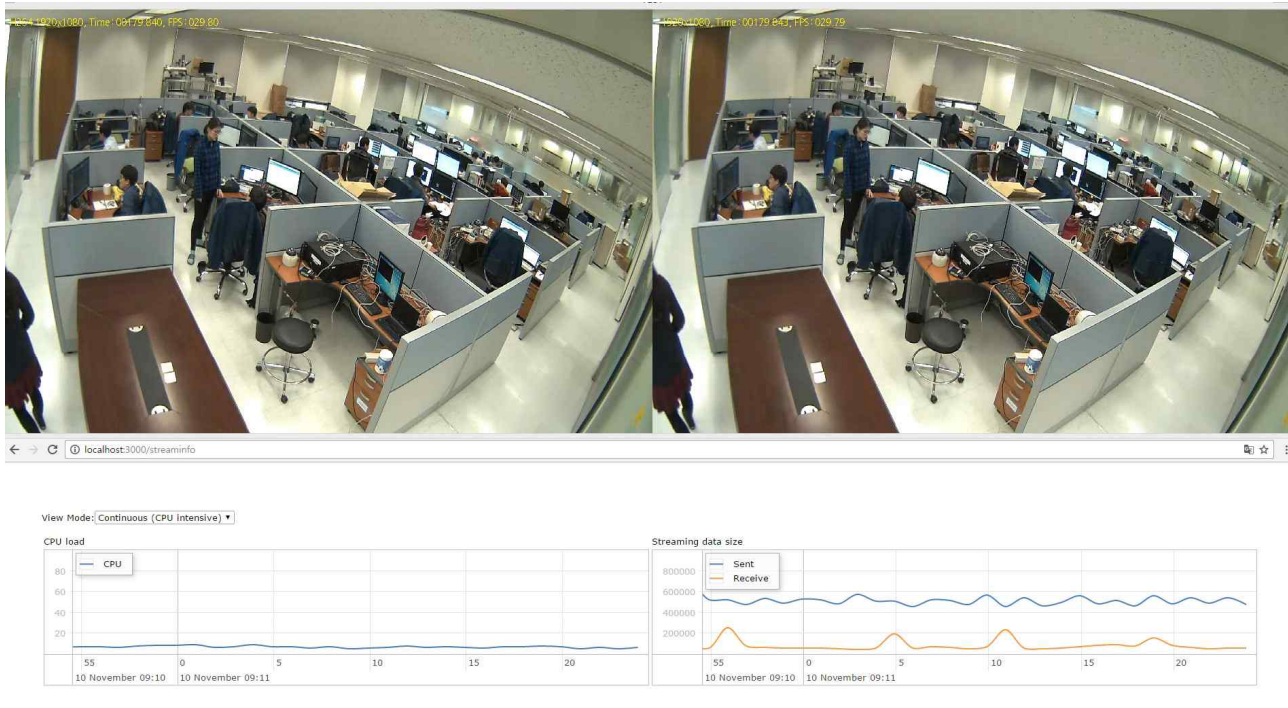 H264 1920x1080, Time: 00179 840, FPS: 029.80
1920x1080, Time: 00179 843, FPS: 029.79
localhost:3000/streaminfo
View Mode: Continuous (CPU intensive)
CPU load
CPU
80
60
40
20
55
0
5
10
15
20
10 November 09:10
10 November 09:11
Streaming data size
Sent
Receive
800000
600000
400000
200000
55
0
5
10
15
20
10 November 09:10
10 November 09:11